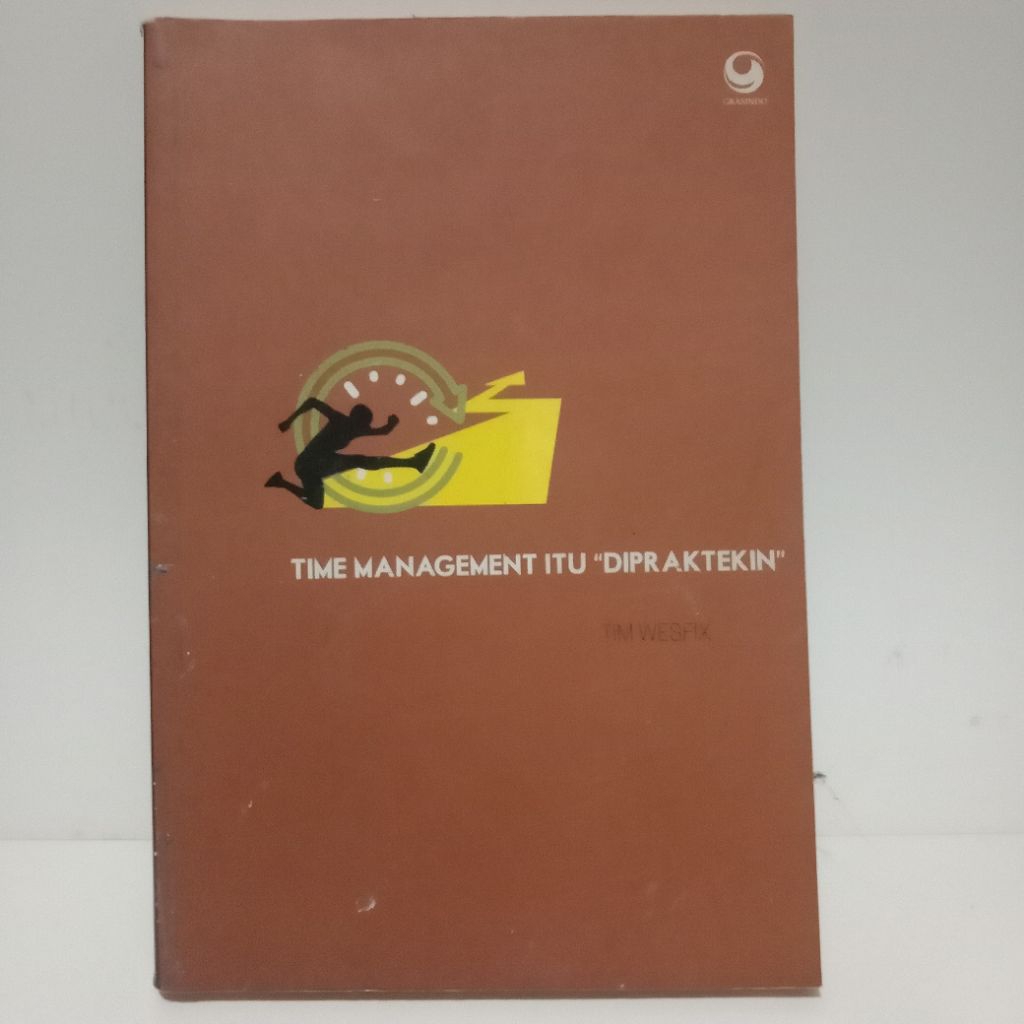 GRASINDO
TIME MANAGEMENT ITU “DIPRAKTEKIN”
TIM WESFIX